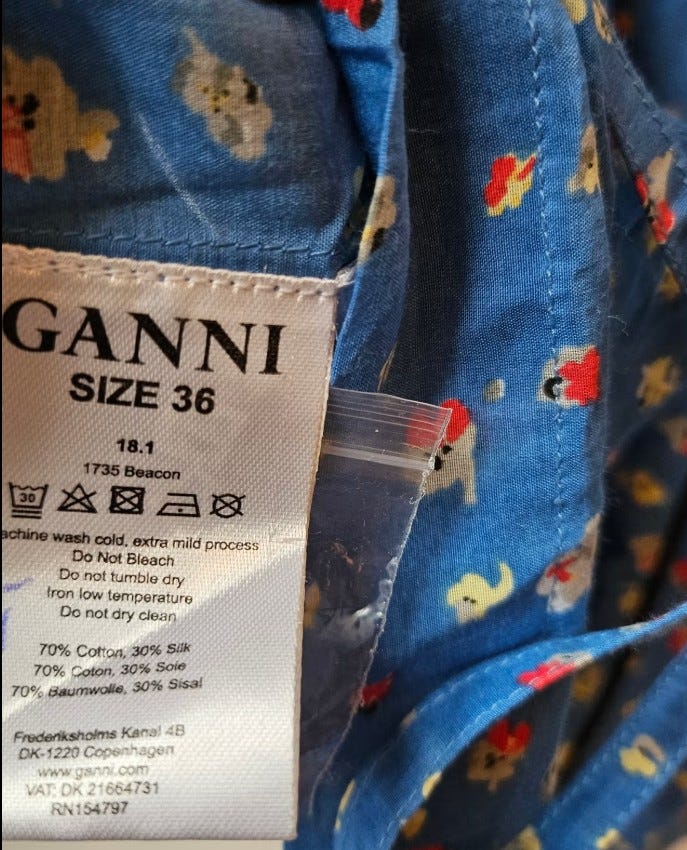 GANNI
SIZE 36
18.1
1735 Beacon
30
achine wash cold, extra mild process
Do Not Bleach
Do not tumble dry
Iron low temperature
Do not dry clean
70% Cotton, 30% Silk
70% Coton, 30% Soie
70% Baumwolle, 30% Sisal
Frederiksholms Kanal 4B
DK-1220 Copenhagen
www.ganni.com
VAT: DK 21664731
RN154797